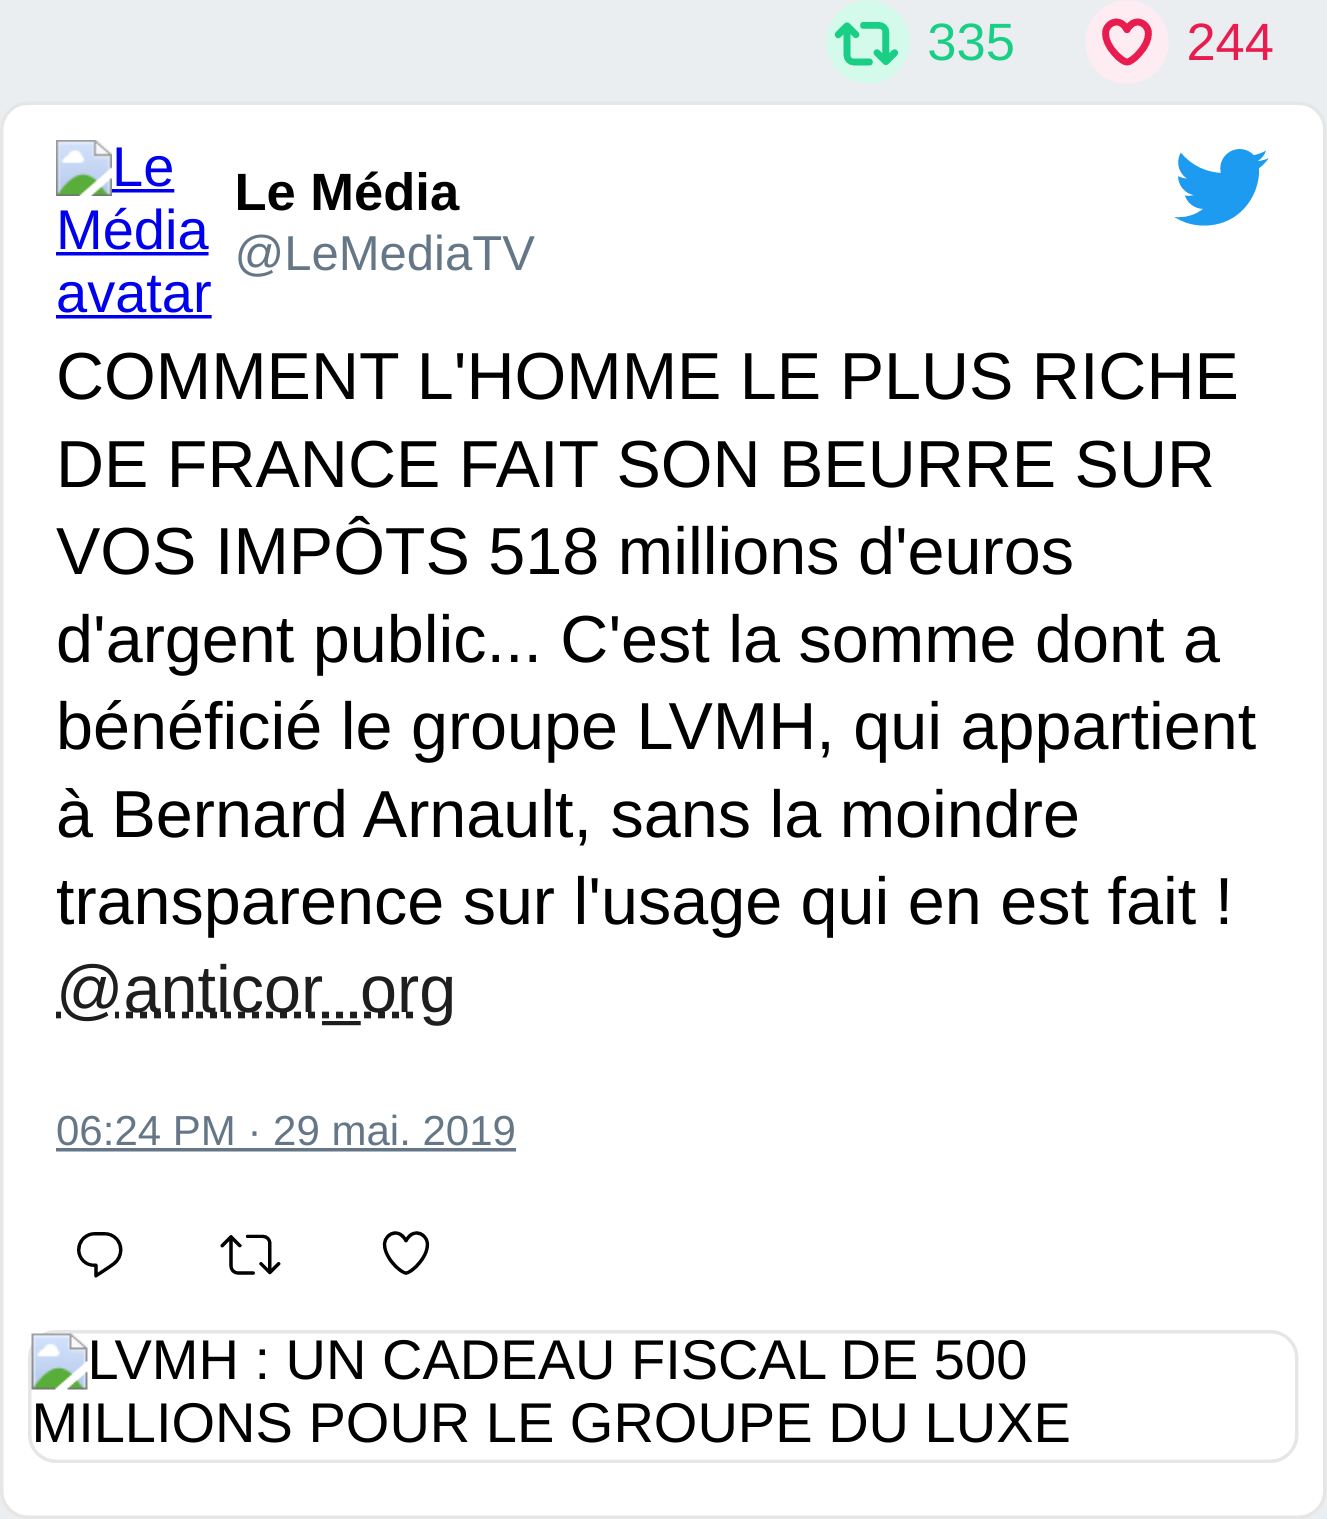 335 244
Le
Média
avatar
Le Média
@LeMediaTV
COMMENT L'HOMME LE PLUS RICHE
DE FRANCE FAIT SON BEURRE SUR
VOS IMPÔTS 518 millions d'euros
d'argent public... C'est la somme dont a
bénéficié le groupe LVMH, qui appartient
à Bernard Arnault, sans la moindre
transparence sur l'usage qui en est fait !
@anticor_org
06:24 PM · 29 mai. 2019
LVMH : UN CADEAU FISCAL DE 500
MILLIONS POUR LE GROUPE DU LUXE